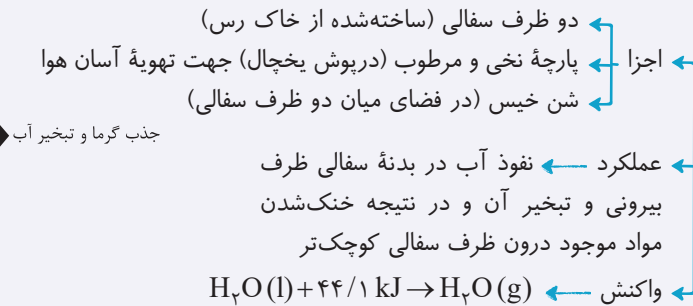 دو ظرف سفالی (ساخته‌شده از خاک رس)
اجزا پارچهٔ نخی و مرطوب (درپوش یخچال) جهت تهویهٔ آسان هوا
شن خیس (در فضای میان دو ظرف سفالی)
جذب گرما و تبخیر آب
عملکرد نفوذ آب در بدنهٔ سفالی ظرف
بیرونی و تبخیر آن و در نتیجه خنک‌شدن
مواد موجود درون ظرف سفالی کوچک‌تر
واکنش H₂O(l)+۴۴/۱ kJ→H₂O(g)